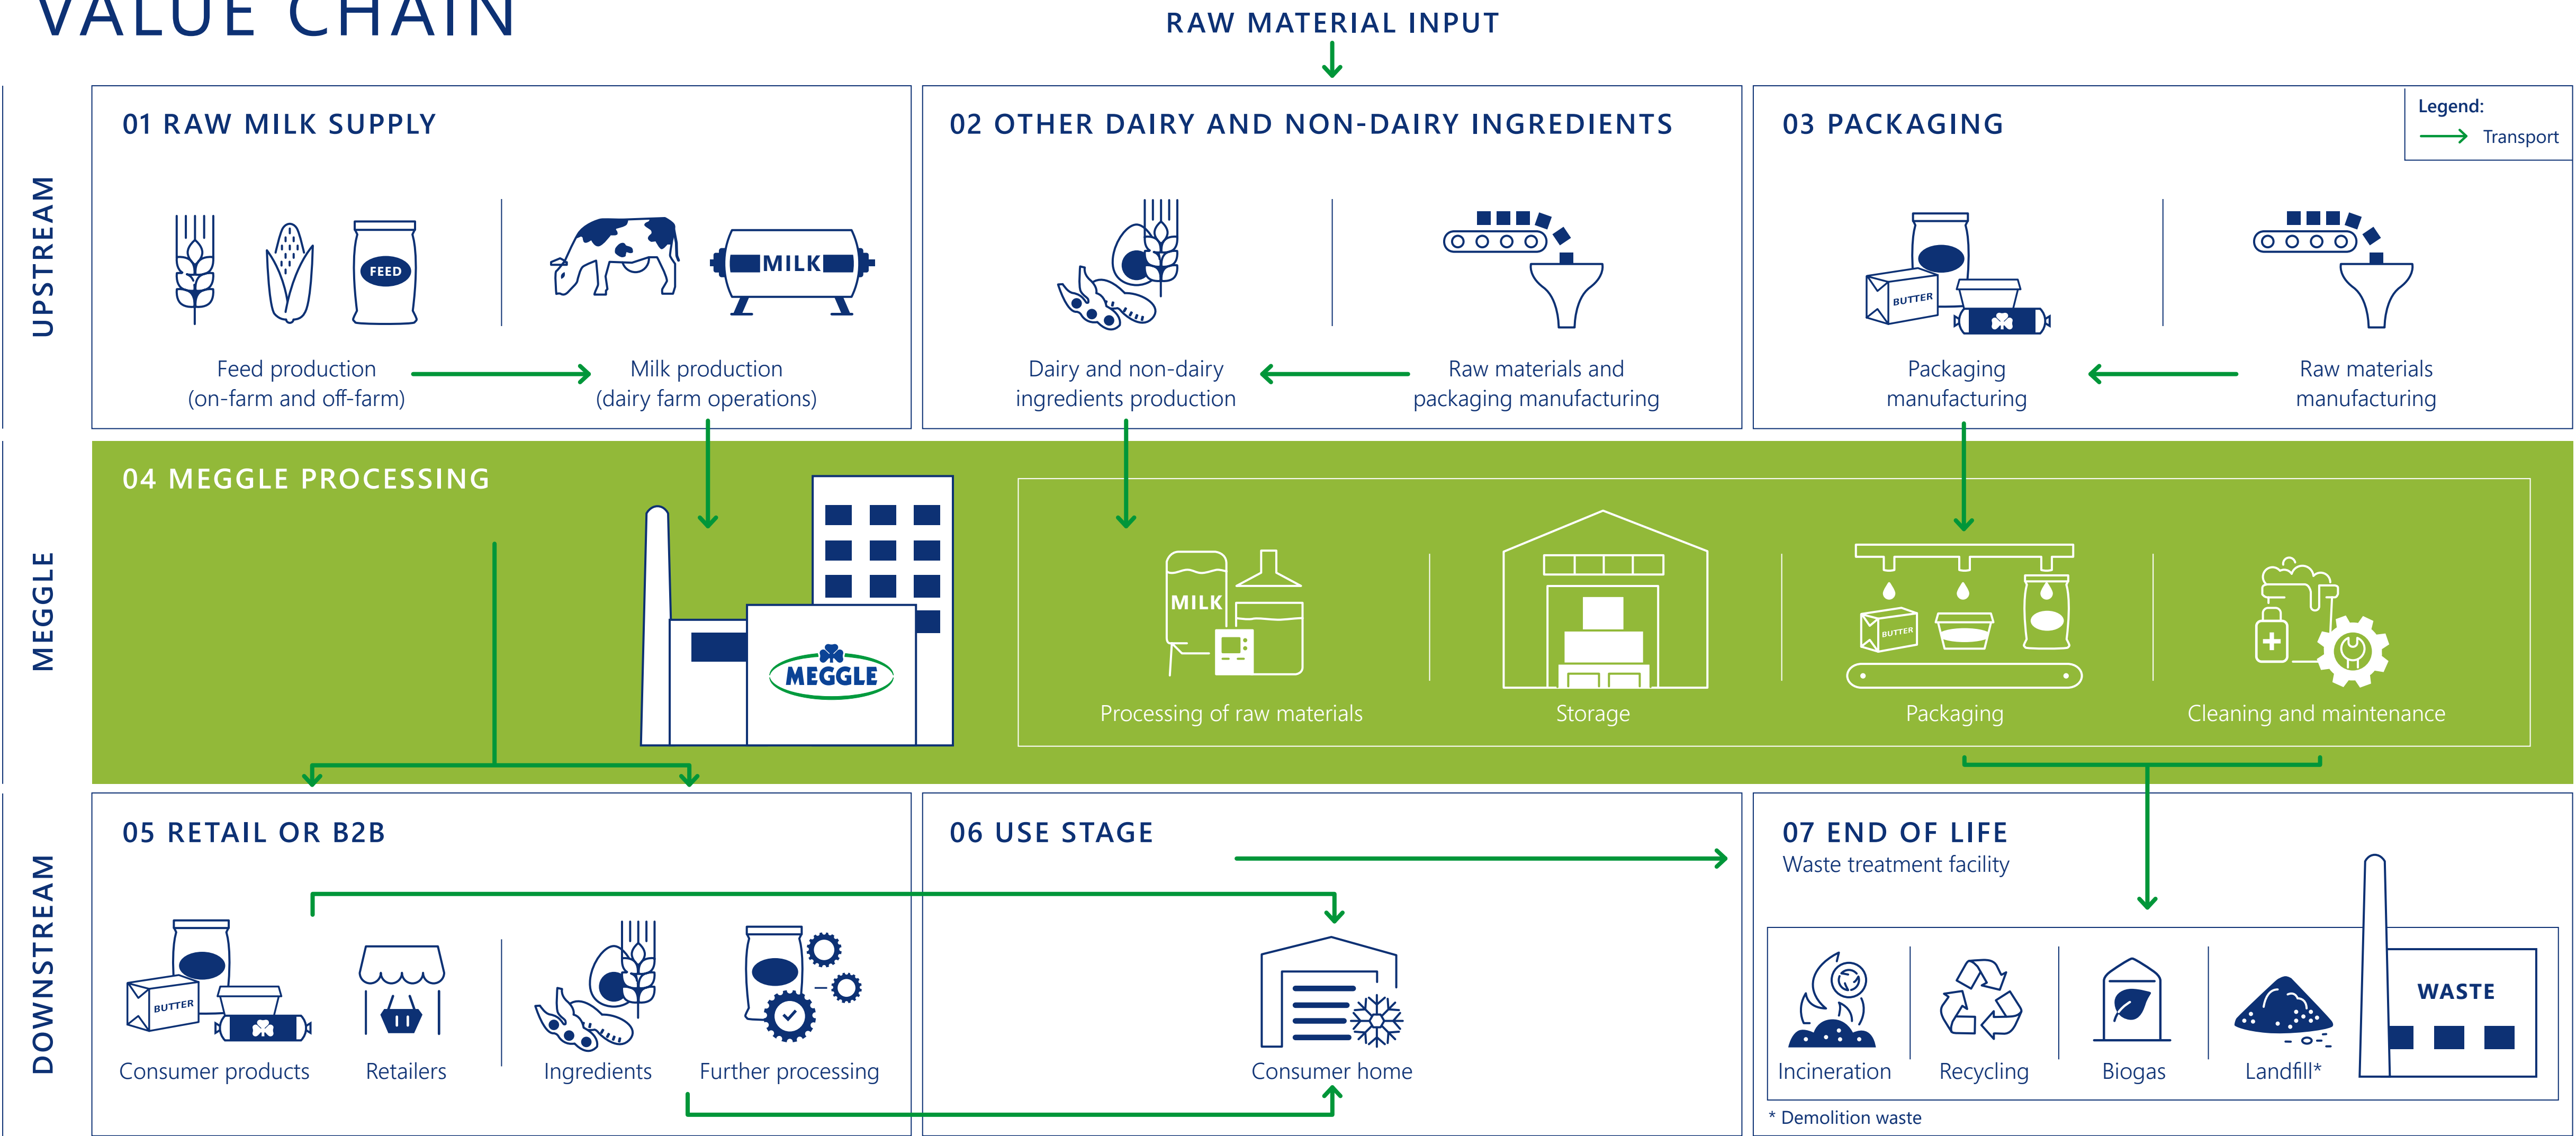 VALUE CHAIN
RAW MATERIAL INPUT
UPSTREAM
01 RAW MILK SUPPLY
FEED
MILK
Feed production
(on-farm and off-farm)
Milk production
(dairy farm operations)
02 OTHER DAIRY AND NON-DAIRY INGREDIENTS
Dairy and non-dairy
ingredients production
Raw materials and
packaging manufacturing
03 PACKAGING
Legend:
Transport
BUTTER
Packaging
manufacturing
Raw materials
manufacturing
MEGGLE
04 MEGGLE PROCESSING
MEGGLE
MILK
BUTTER
Processing of raw materials
Storage
Packaging
Cleaning and maintenance
DOWNSTREAM
05 RETAIL OR B2B
BUTTER
Consumer products
Retailers
Ingredients
Further processing
06 USE STAGE
Consumer home
07 END OF LIFE
Waste treatment facility
WASTE
Incineration
Recycling
Biogas
Landfill*
* Demolition waste